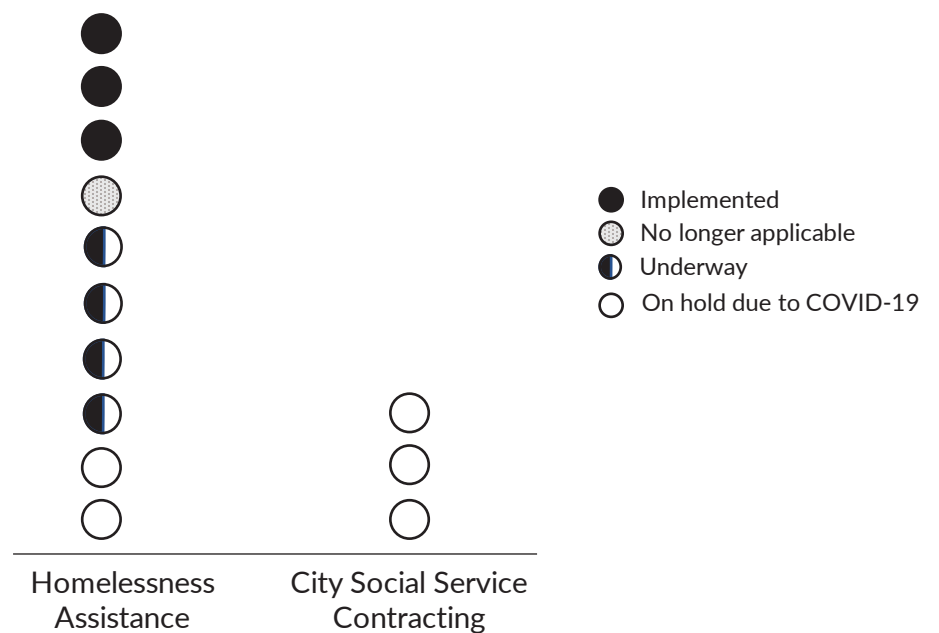 Implemented
No longer applicable
Underway
On hold due to COVID-19
Homelessness
Assistance
City Social Service
Contracting